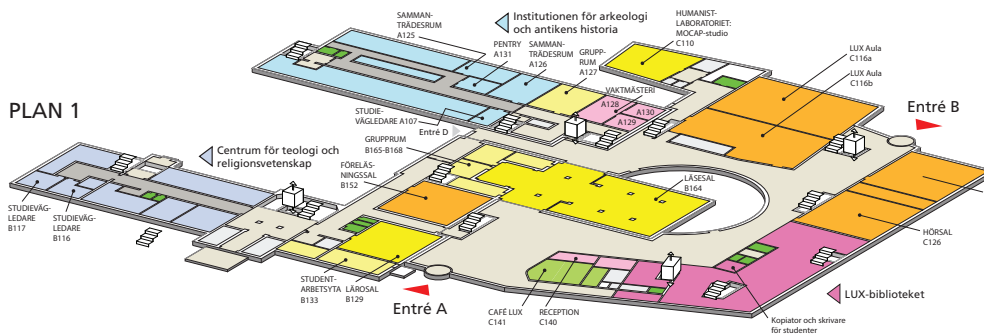 SAMMAN-
TRÄDESRUM
A125
Institutionen för arkeologi
och antikens historia
PENTRY
A131
SAMMAN-
TRÄDESRUM
A126
GRUPP-
RUM
A127
HUMANIST-
LABORATORIET:
MOCAP-studio
C110
LUX Aula
C116a
LUX Aula
C116b
VAKTMÄSTERI
A128
A130
A129
PLAN 1
Entré B
STUDIE-
VÄGLEDARE A107
Entré D
GRUPPRUM
B165-B168
Centrum för teologi och
religionsvetenskap
FÖRELÄS-
NINGSSAL
B152
LÄSESAL
B164
STUDIEVÄG-
LEDARE
B117
STUDIEVÄG-
LEDARE
B116
HÖRSAL
C126
STUDENT-
ARBETSYTA
B133
LÄROSAL
B129
Entré A
CAFÉ LUX
C141
RECEPTION
C140
LUX-biblioteket
Kopiator och skrivare
för studenter